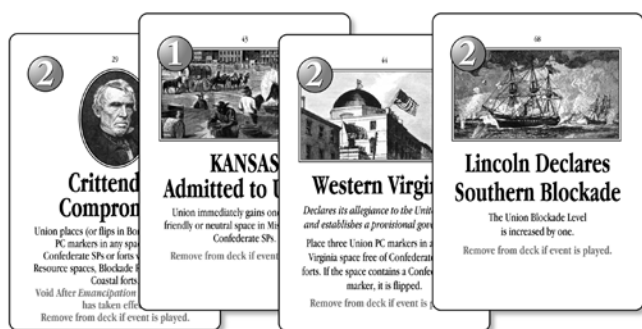 2
29
Crittend
Comprom
Union places (or flips in Bor
PC markers in any spa
Confederate SPs or forts w
Resource spaces, Blockade R
Coastal forts.
Void After Emancipation
has taken effe
Remove from deck if event is played.
1
43
KANSAS
Admitted to U
Union immediately gains one
friendly or neutral space in Mis
Confederate SPs.
Remove from deck if event
2
44
Western Virgin
Declares its allegiance to the Unite
and establishes a provisional gov
Place three Union PC markers in a
Virginia space free of Confederate
forts. If the space contains a Confed
marker, it is flipped.
Remove from deck if event is p
2
68
Lincoln Declares
Southern Blockade
The Union Blockade Level
is increased by one.
Remove from deck if event is played.